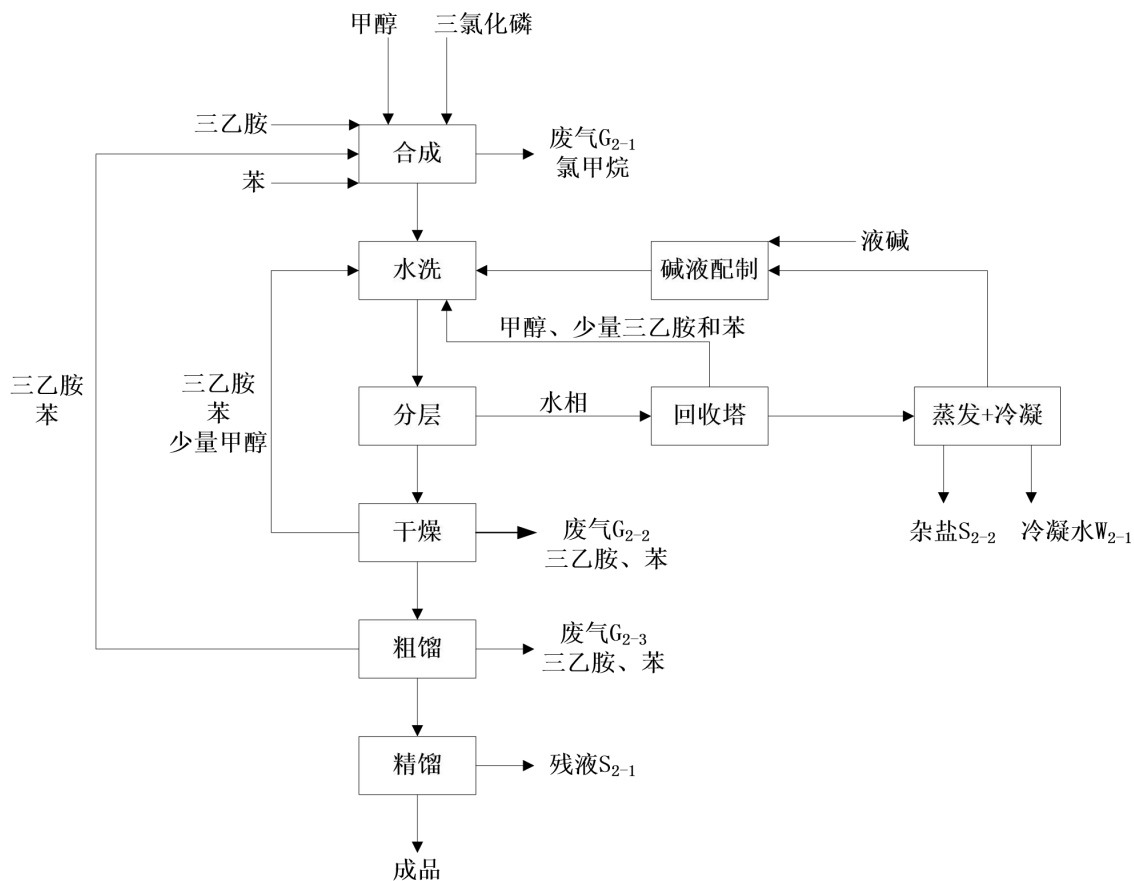 甲醇
三氯化磷
三乙胺
合成
废气G2-1
氯甲烷
苯
液碱
水洗
碱液配制
甲醇、少量三乙胺和苯
三乙胺
苯
三乙胺
苯
少量甲醇
分层
水相
回收塔
蒸发+冷凝
干燥
废气G2-2
三乙胺、苯
杂盐S2-2
冷凝水W2-1
粗馏
废气G2-3
三乙胺、苯
精馏
残液S2-1
成品